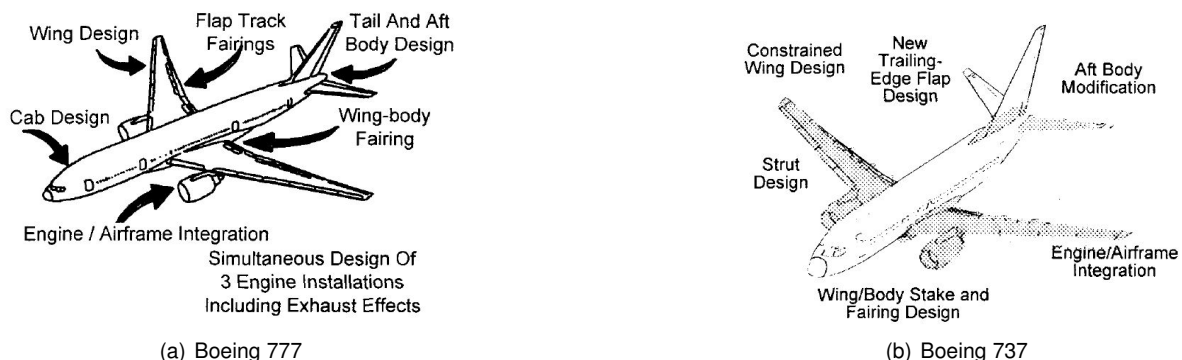 Wing Design
Flap Track
Fairings
Tail And Aft
Body Design
Cab Design
Wing-body
Fairing
Engine / Airframe Integration
Simultaneous Design Of
3 Engine Installations
Including Exhaust Effects
(a) Boeing 777
Constrained
Wing Design
New
Trailing-
Edge Flap
Design
Aft Body
Modification
Strut
Design
Engine/Airframe
Integration
Wing/Body Stake and
Fairing Design
(b) Boeing 737